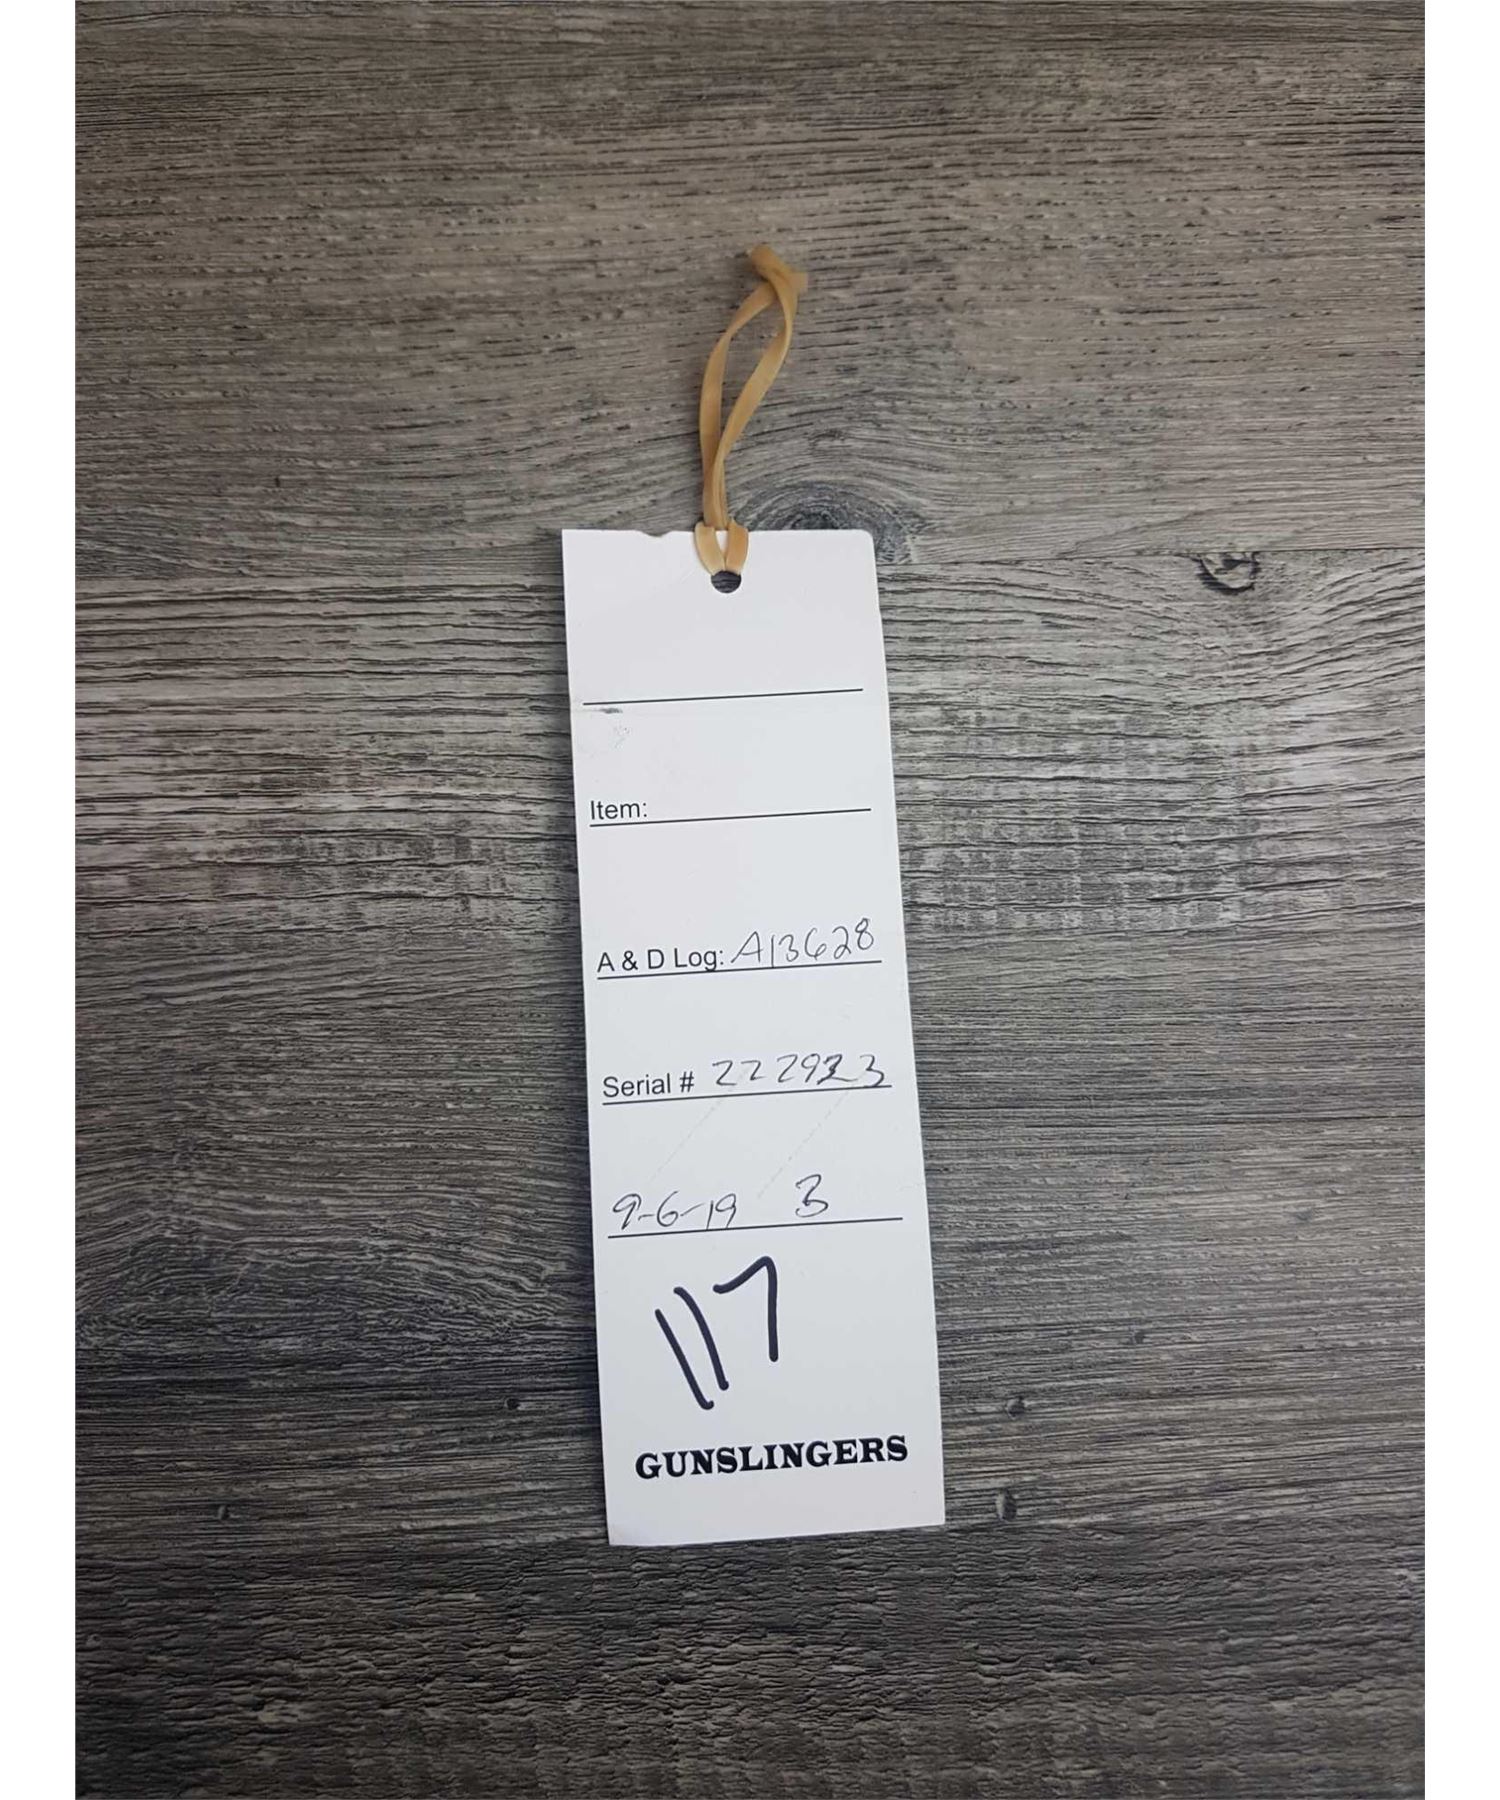 Item:
A & D Log: A13628
Serial # 222923
9-6-19 3
117
GUNSLINGERS